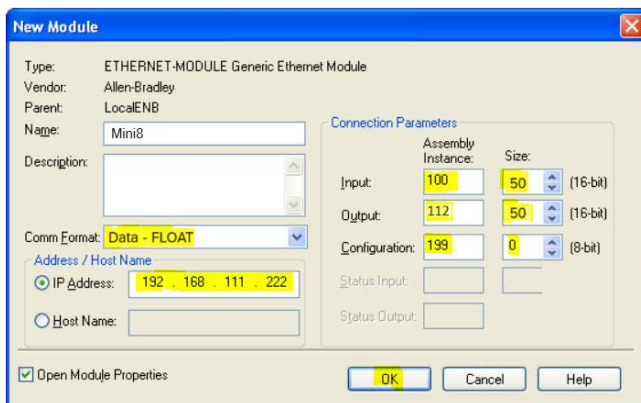 New Module
Type: ETHERNET-MODULE Generic Ethernet Module
Vendor: Allen-Bradley
Parent: LocalENB
Name: Mini8
Description:
Comm Format: Data - FLOAT
Address / Host Name
IP Address: 192 . 168 . 111 . 222
Host Name:
Connection Parameters
Assembly
Instance: Size:
Input: 100 50 (16-bit)
Output: 112 50 (16-bit)
Configuration: 199 0 (8-bit)
Status Input:
Status Output:
Open Module Properties
OK Cancel Help